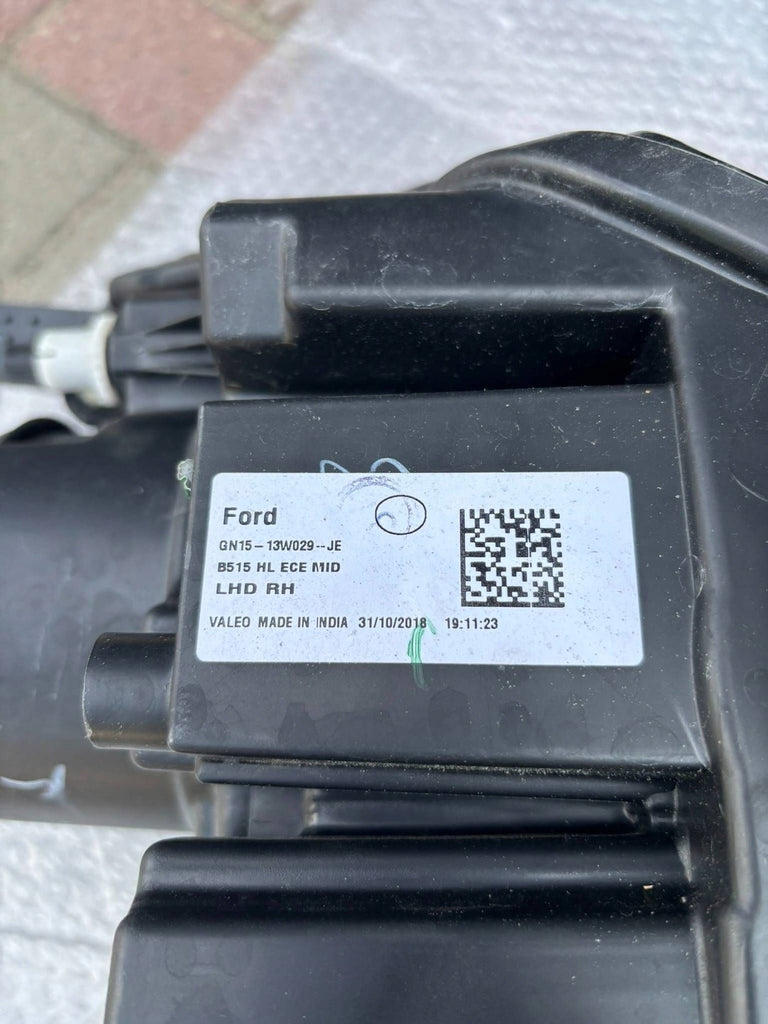 Ford
GN15-13W029--JE
B515 HL ECE MID
LHD RH
VALEO MADE IN INDIA 31/10/2018 19:11:23